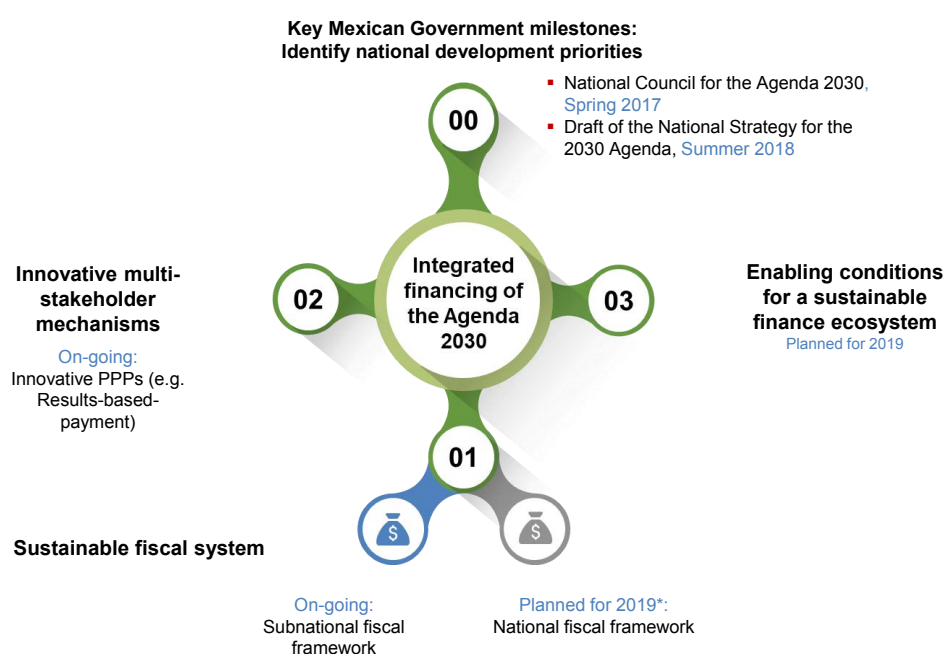 Key Mexican Government milestones:
Identify national development priorities
00
▪ National Council for the Agenda 2030,
Spring 2017
▪ Draft of the National Strategy for the
2030 Agenda, Summer 2018
Innovative multi-
stakeholder
mechanisms
On-going:
Innovative PPPs (e.g.
Results-based-
payment)
02
Integrated
financing of
the Agenda
2030
03
Enabling conditions
for a sustainable
finance ecosystem
Planned for 2019
01
$
$
Sustainable fiscal system
On-going:
Subnational fiscal
framework
Planned for 2019*:
National fiscal framework